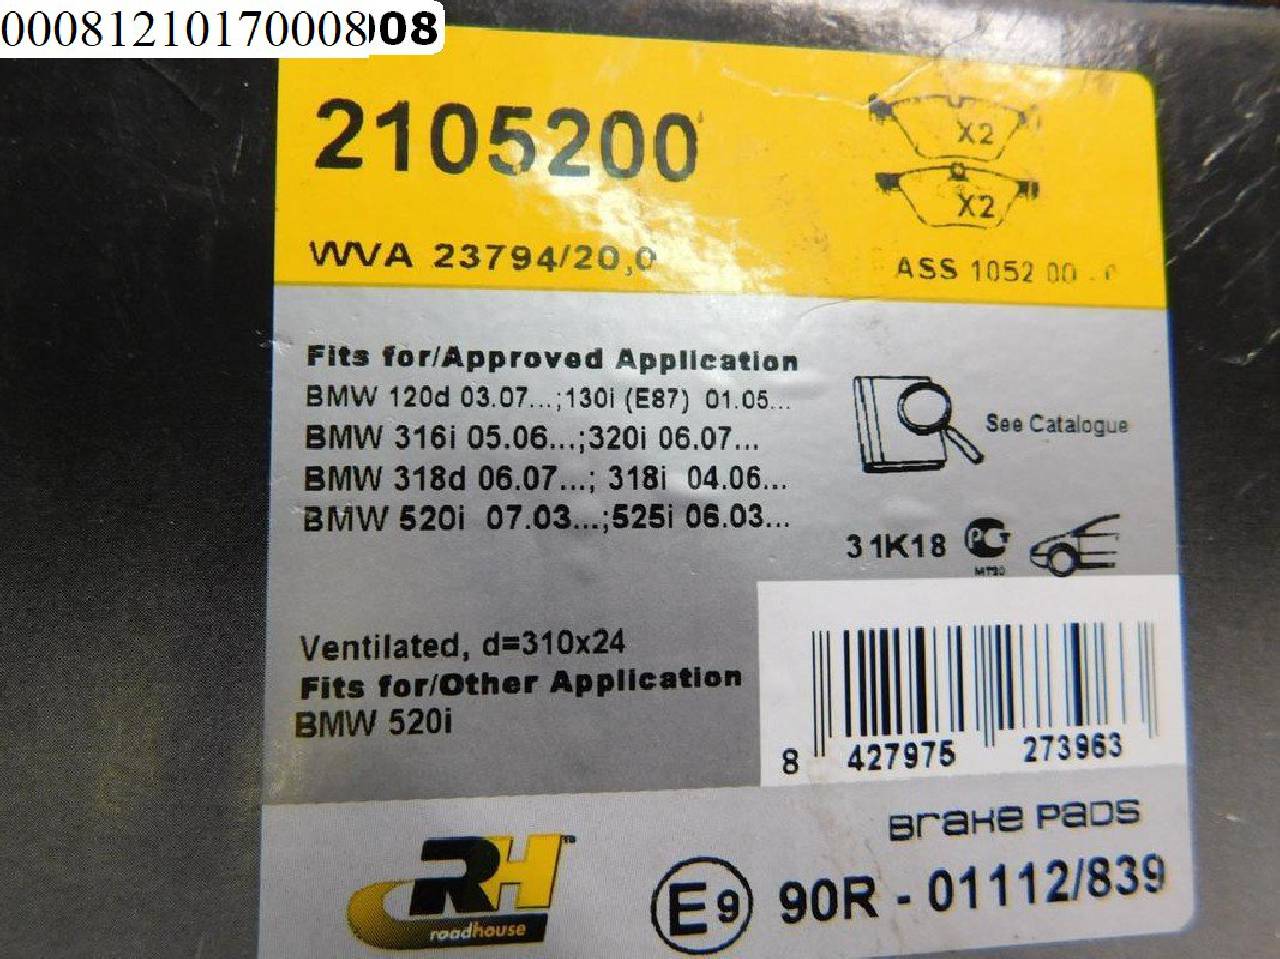 00081210170008 08
2105200
X2
X2
WVA 23794/20,0
ASS 1052 00
Fits for/Approved Application
BMW 120d 03.07...;130i (E87) 01.05...
BMW 316i 05.06...;320i 06.07...
BMW 318d 06.07...; 318i 04.06...
BMW 520i 07.03...;525i 06.03...
See Catalogue
31K18
Ventilated, d=310x24
Fits for/Other Application
BMW 520i
8 427975 273963
Brake Pads
RH
roadhouse
E9 90R - 01112/839